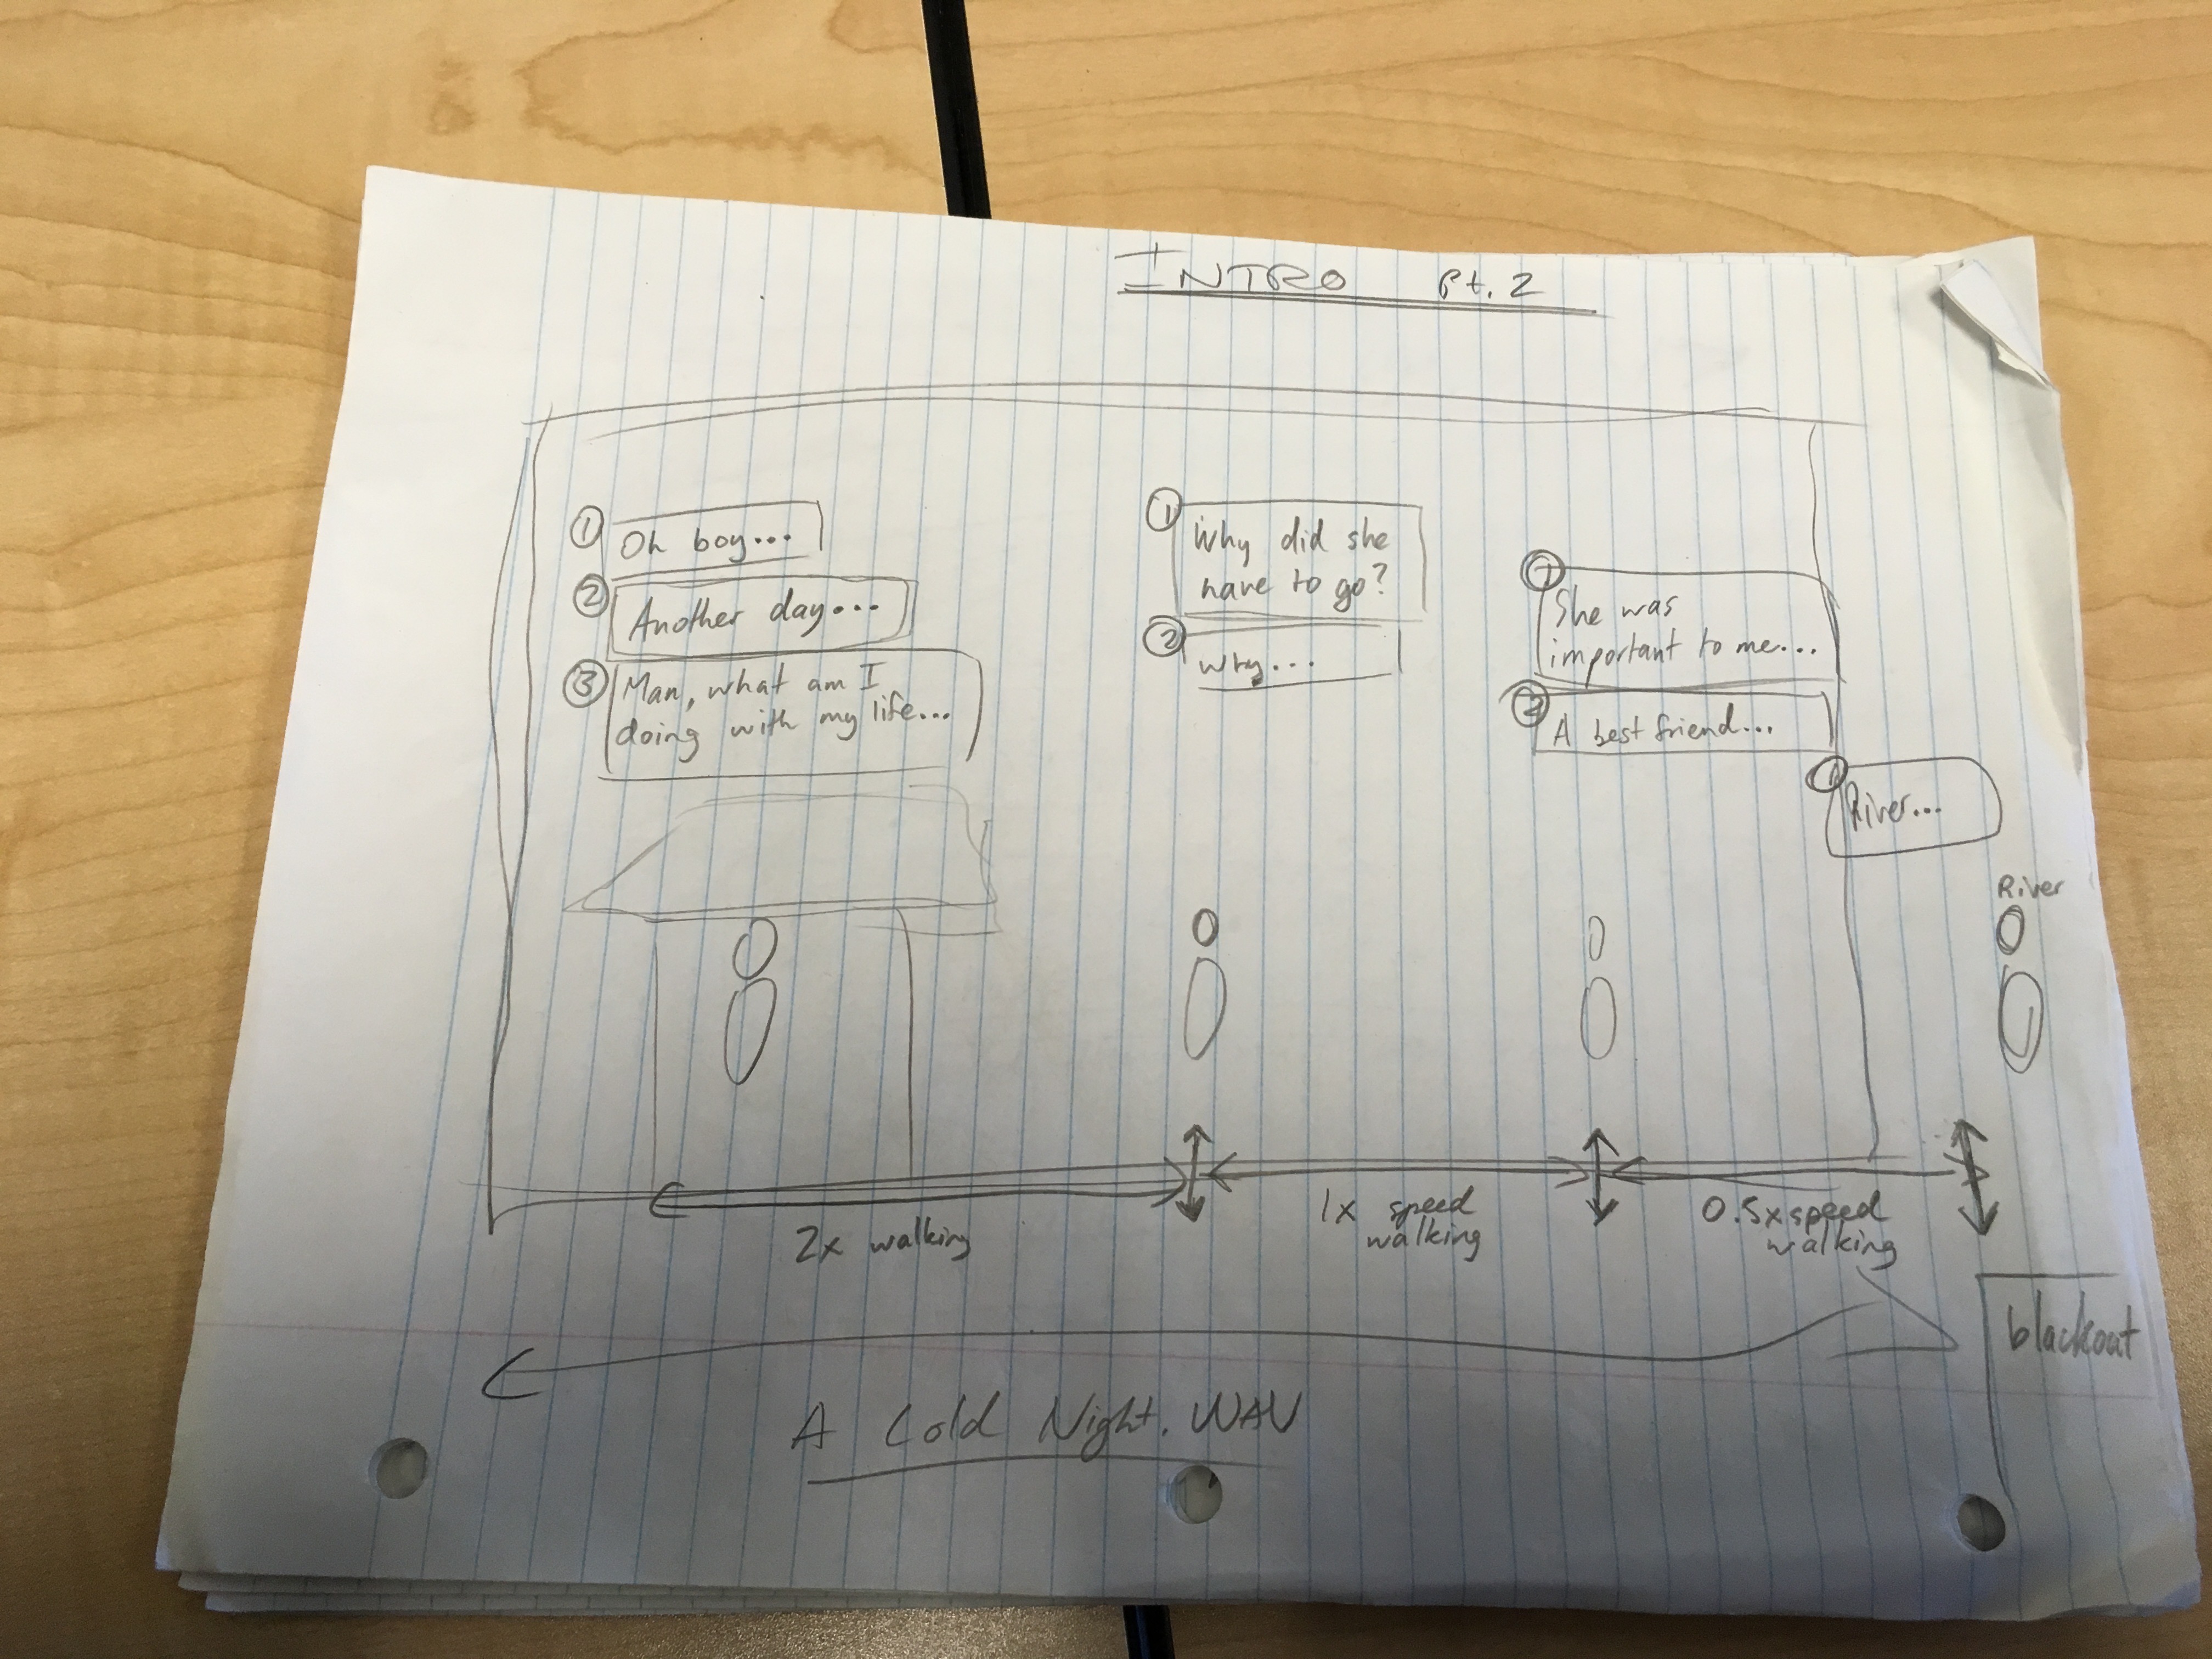 INTRO Pt. 2
① Oh boy...
② Another day...
③ Man, what am I
doing with my life...
① Why did she
have to go?
② why...
① She was
important to me...
② A best friend...
① River...
River
2x walking
1x speed
walking
0.5x speed
walking
blackout
A Cold Night.WAV